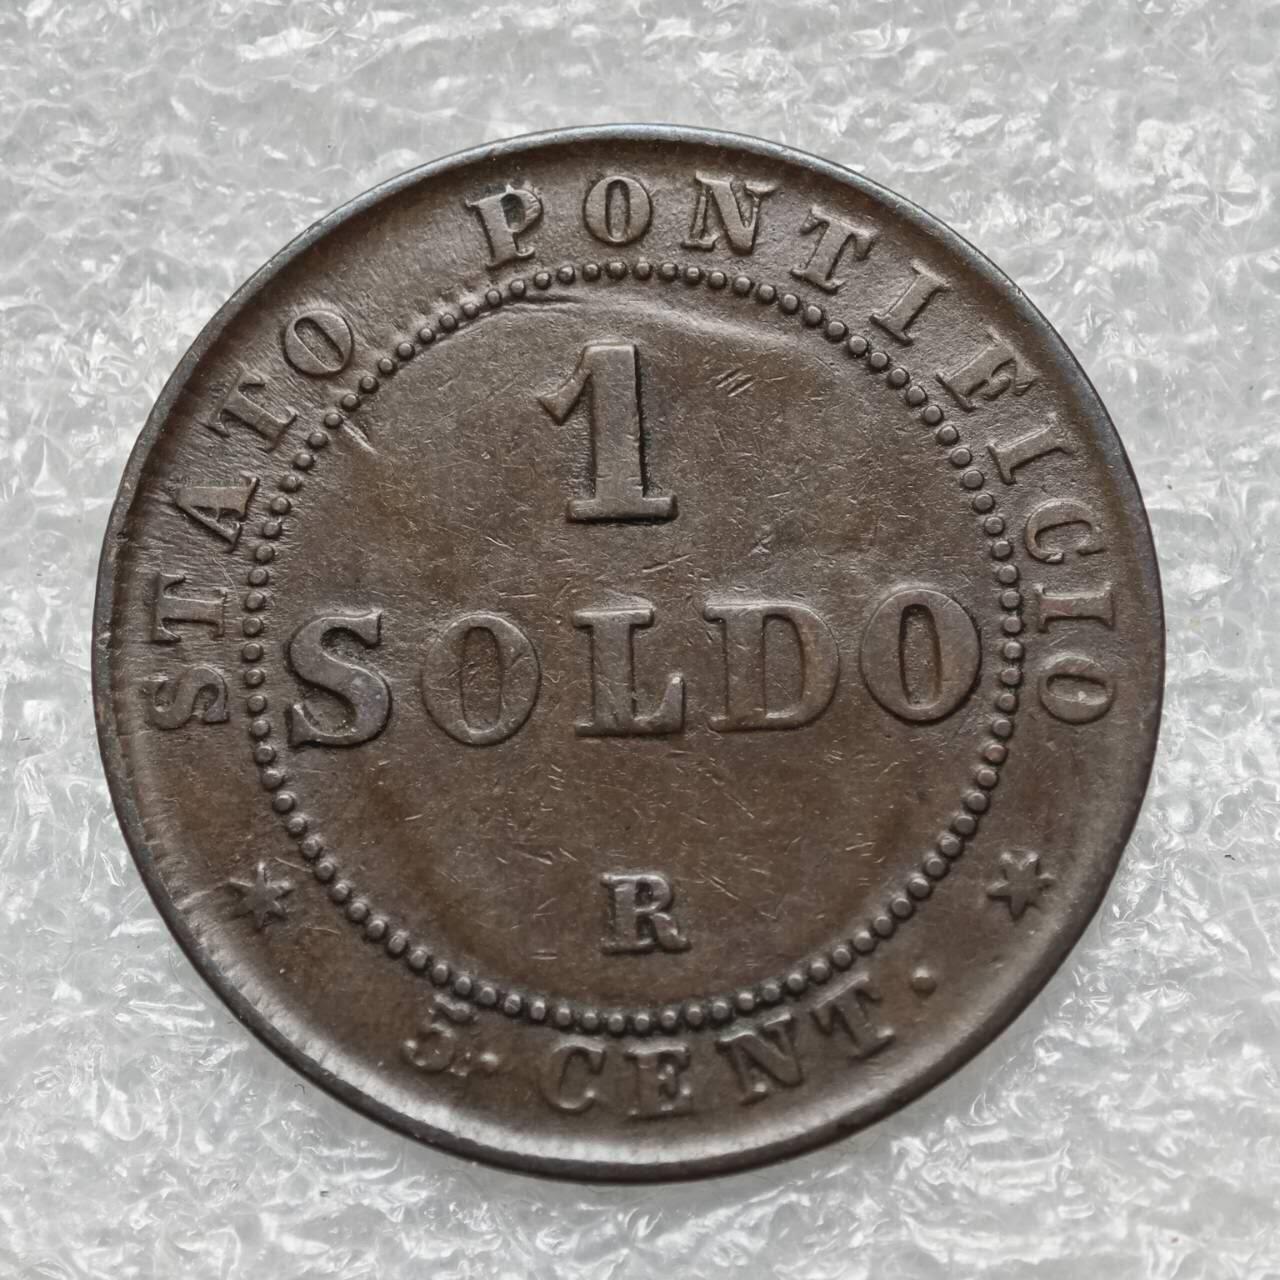 STATO PONTIFICIO
1
SOLDO
R
5 CENT.